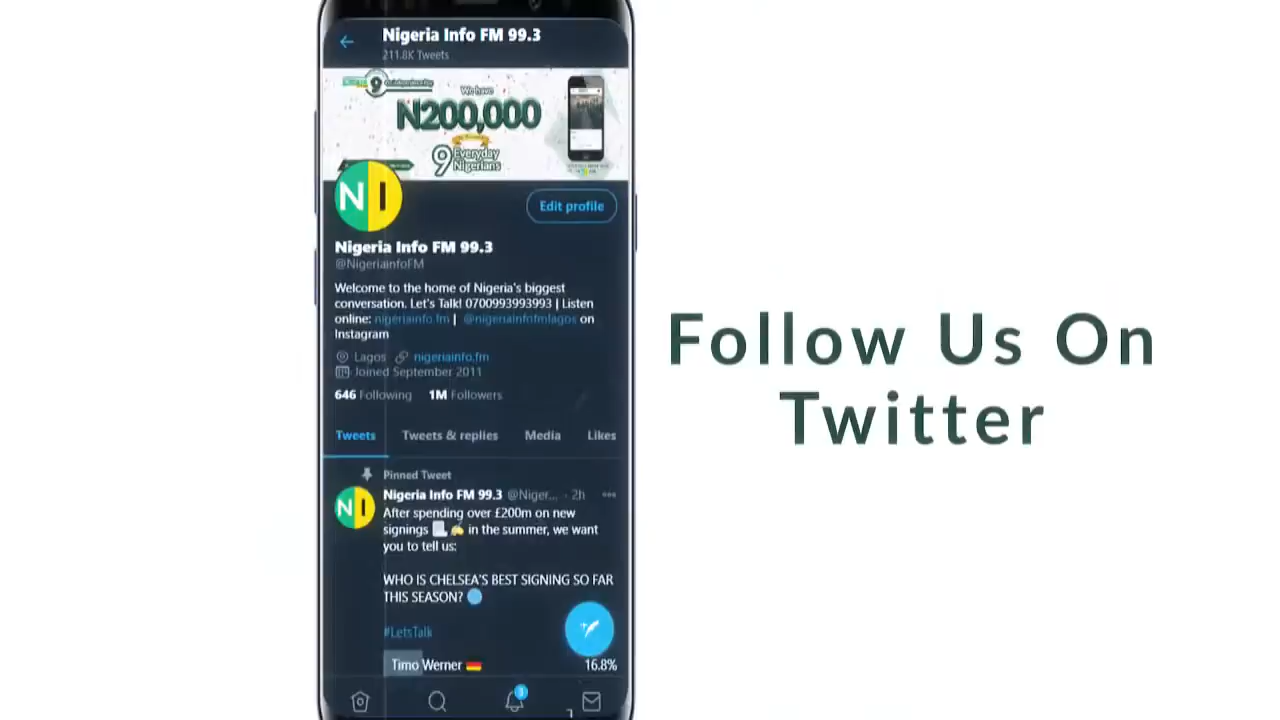 Nigeria Info FM 99.3
211.8K Tweets
We have
N200,000
9 Everyday
Nigerians
NI
Edit profile
Nigeria Info FM 99.3
@NigeriainfoFM
Welcome to the home of Nigeria's biggest
conversation. Let's Talk! 0700993993993 | Listen
online: nigeriainfo.fm | @nigeriainfofmlagos on
Instagram
Lagos nigeriainfo.fm
Joined September 2011
646 Following 1M Followers
Tweets Tweets & replies Media Likes
Pinned Tweet
NI
Nigeria Info FM 99.3 @Niger... · 2h
After spending over £200m on new
signings 📃✍️ in the summer, we want
you to tell us:
WHO IS CHELSEA'S BEST SIGNING SO FAR
THIS SEASON? 🔵
#LetsTalk
Timo Werner 🇩🇪 16.8%
3
Follow Us On
Twitter